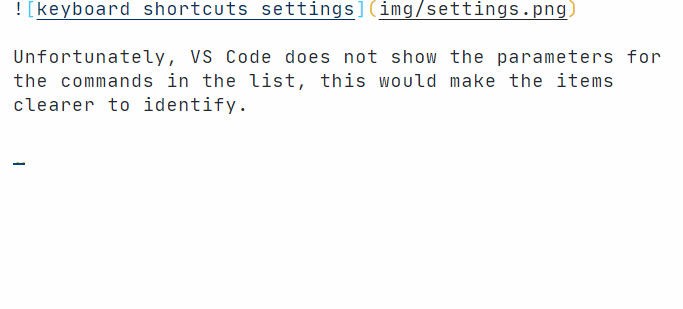 ![keyboard shortcuts settings](img/settings.png)
Unfortunately, VS Code does not show the parameters for
the commands in the list, this would make the items
clearer to identify.